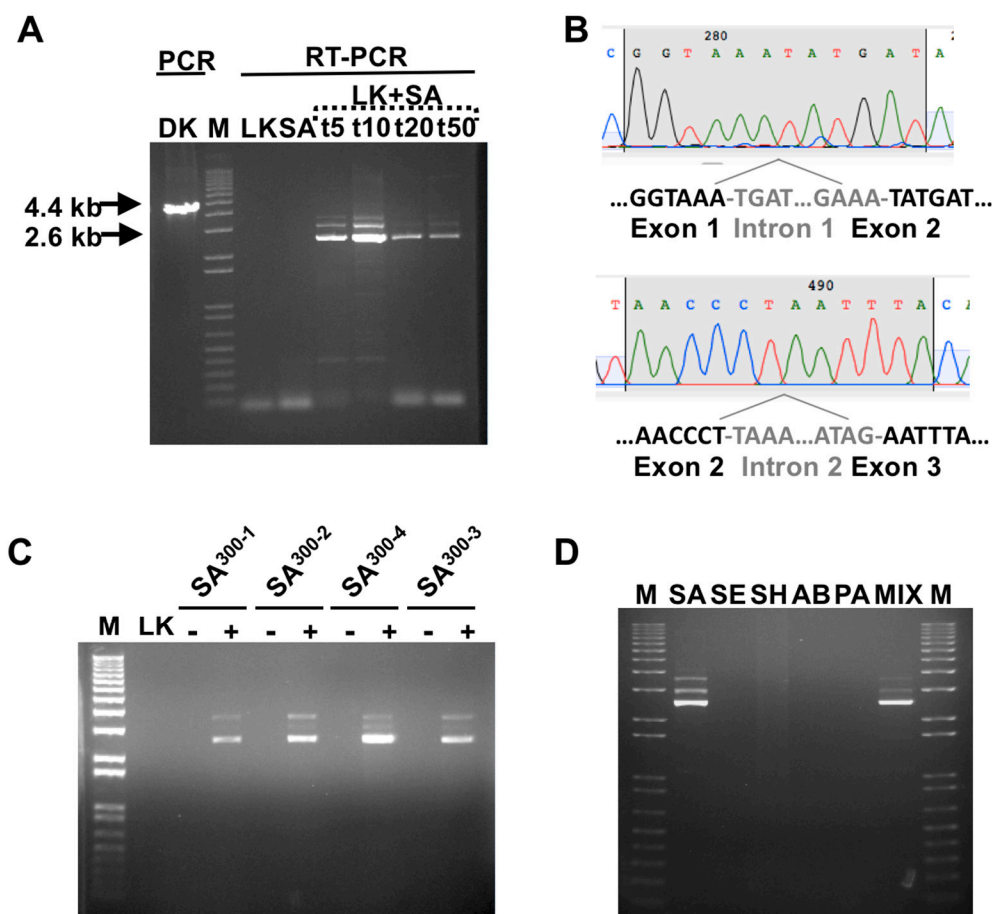 A
PCR
RT-PCR
LK+SA
DK M LK SA t5 t10 t20 t50
4.4 kb
2.6 kb
B
280
C G G T A A A T A T G A T A
...GGTAAA-TGAT...GAAA-TATGAT...
Exon 1 Intron 1 Exon 2
490
T A A C C C T A A T T T A C A
...AACCCT-TAAA...ATAG-AATTTA...
Exon 2 Intron 2 Exon 3
C
SA300-1 SA300-2 SA300-4 SA300-3
M LK - + - + - + - +
D
M SA SE SH AB PA MIX M